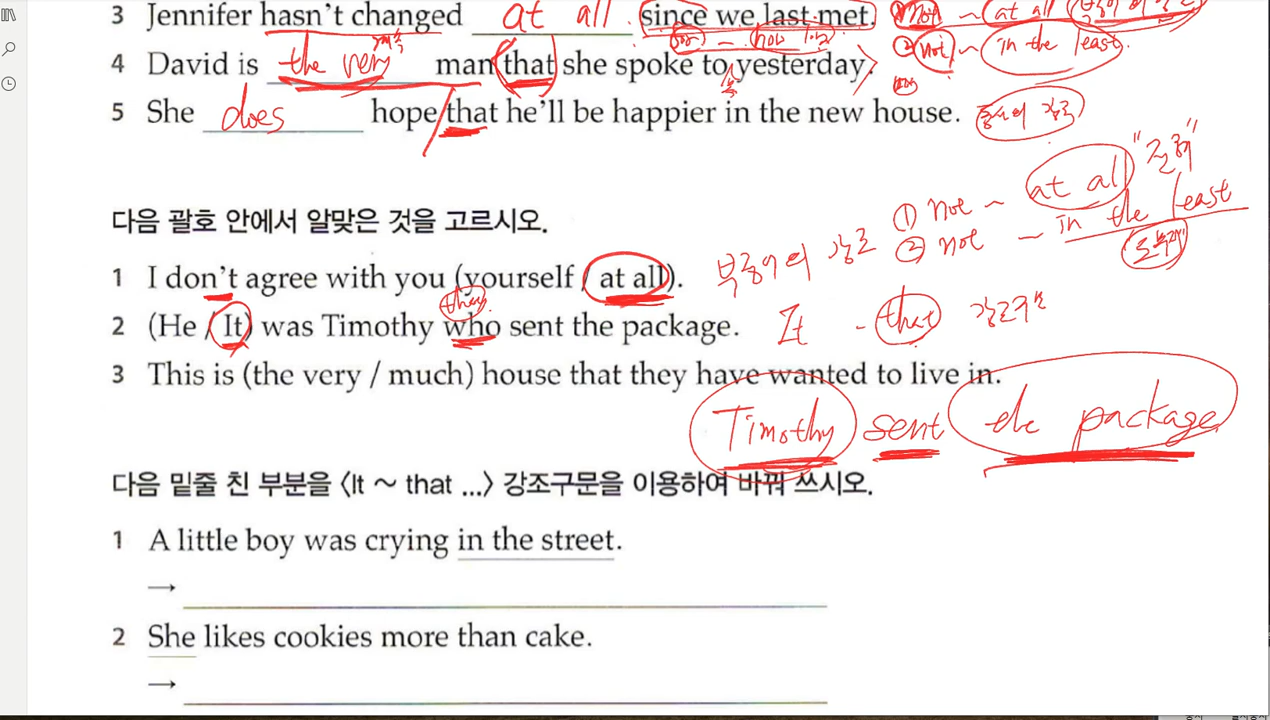 3 Jennifer hasn't changed at all since we last met. ① not ~ at all
for - how long ② not ~ in the least.
4 David is the very man that she spoke to yesterday
5 She does hope that he'll be happier in the new house. 동사의 강조
다음 괄호 안에서 알맞은 것을 고르시오.
부정어의 강조 ① not ~ at all "전혀"
② not ~ in the least
1 I don't agree with you (yourself / at all).
that
2 (He / It) was Timothy who sent the package. It - that 강조구문
3 This is (the very / much) house that they have wanted to live in.
Timothy sent the package
다음 밑줄 친 부분을 〈It ~ that ...〉 강조구문을 이용하여 바꿔 쓰시오.
1 A little boy was crying in the street.
→
2 She likes cookies more than cake.
→